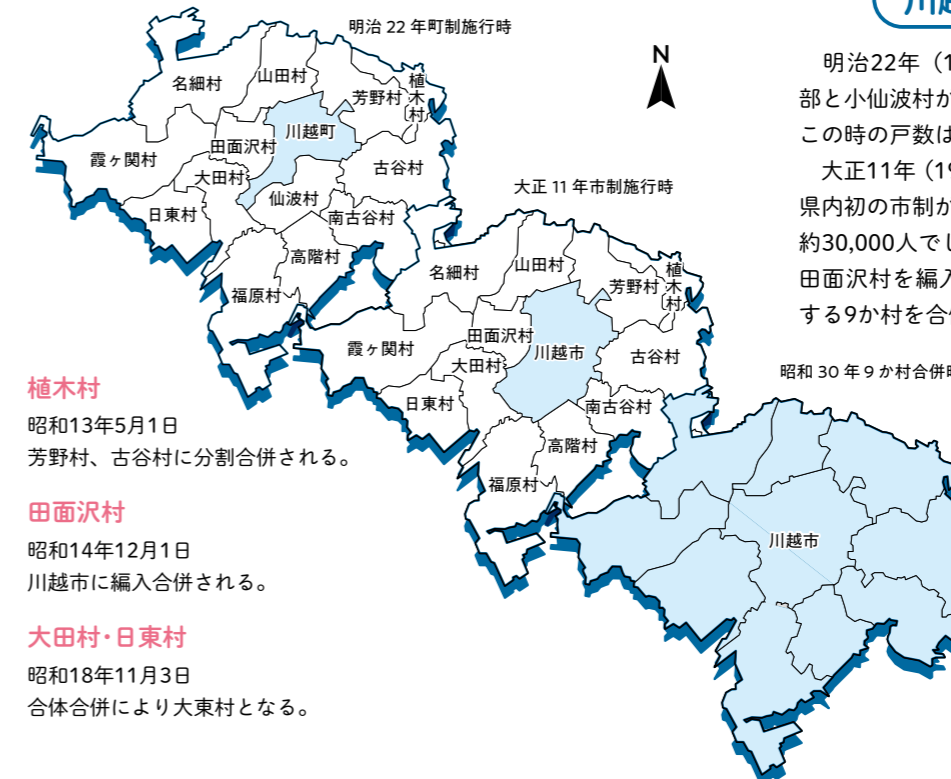 明治 22 年町制施行時
名細村
山田村
芳野村
植木村
川越町
田面沢村
霞ヶ関村
大田村
古谷村
仙波村
日東村
南古谷村
高階村
福原村
N
大正 11 年市制施行時
名細村
山田村
芳野村
植木村
田面沢村
川越市
霞ヶ関村
大田村
古谷村
日東村
南古谷村
高階村
福原村
昭和 30 年 9 か村合併時
川越市
川越
明治22年（1
部と小仙波村か
この時の戸数は
大正11年（19
県内初の市制が
約30,000人でし
田面沢村を編入
する9か村を合併
植木村
昭和13年5月1日
芳野村、古谷村に分割合併される。
田面沢村
昭和14年12月1日
川越市に編入合併される。
大田村・日東村
昭和18年11月3日
合体合併により大東村となる。